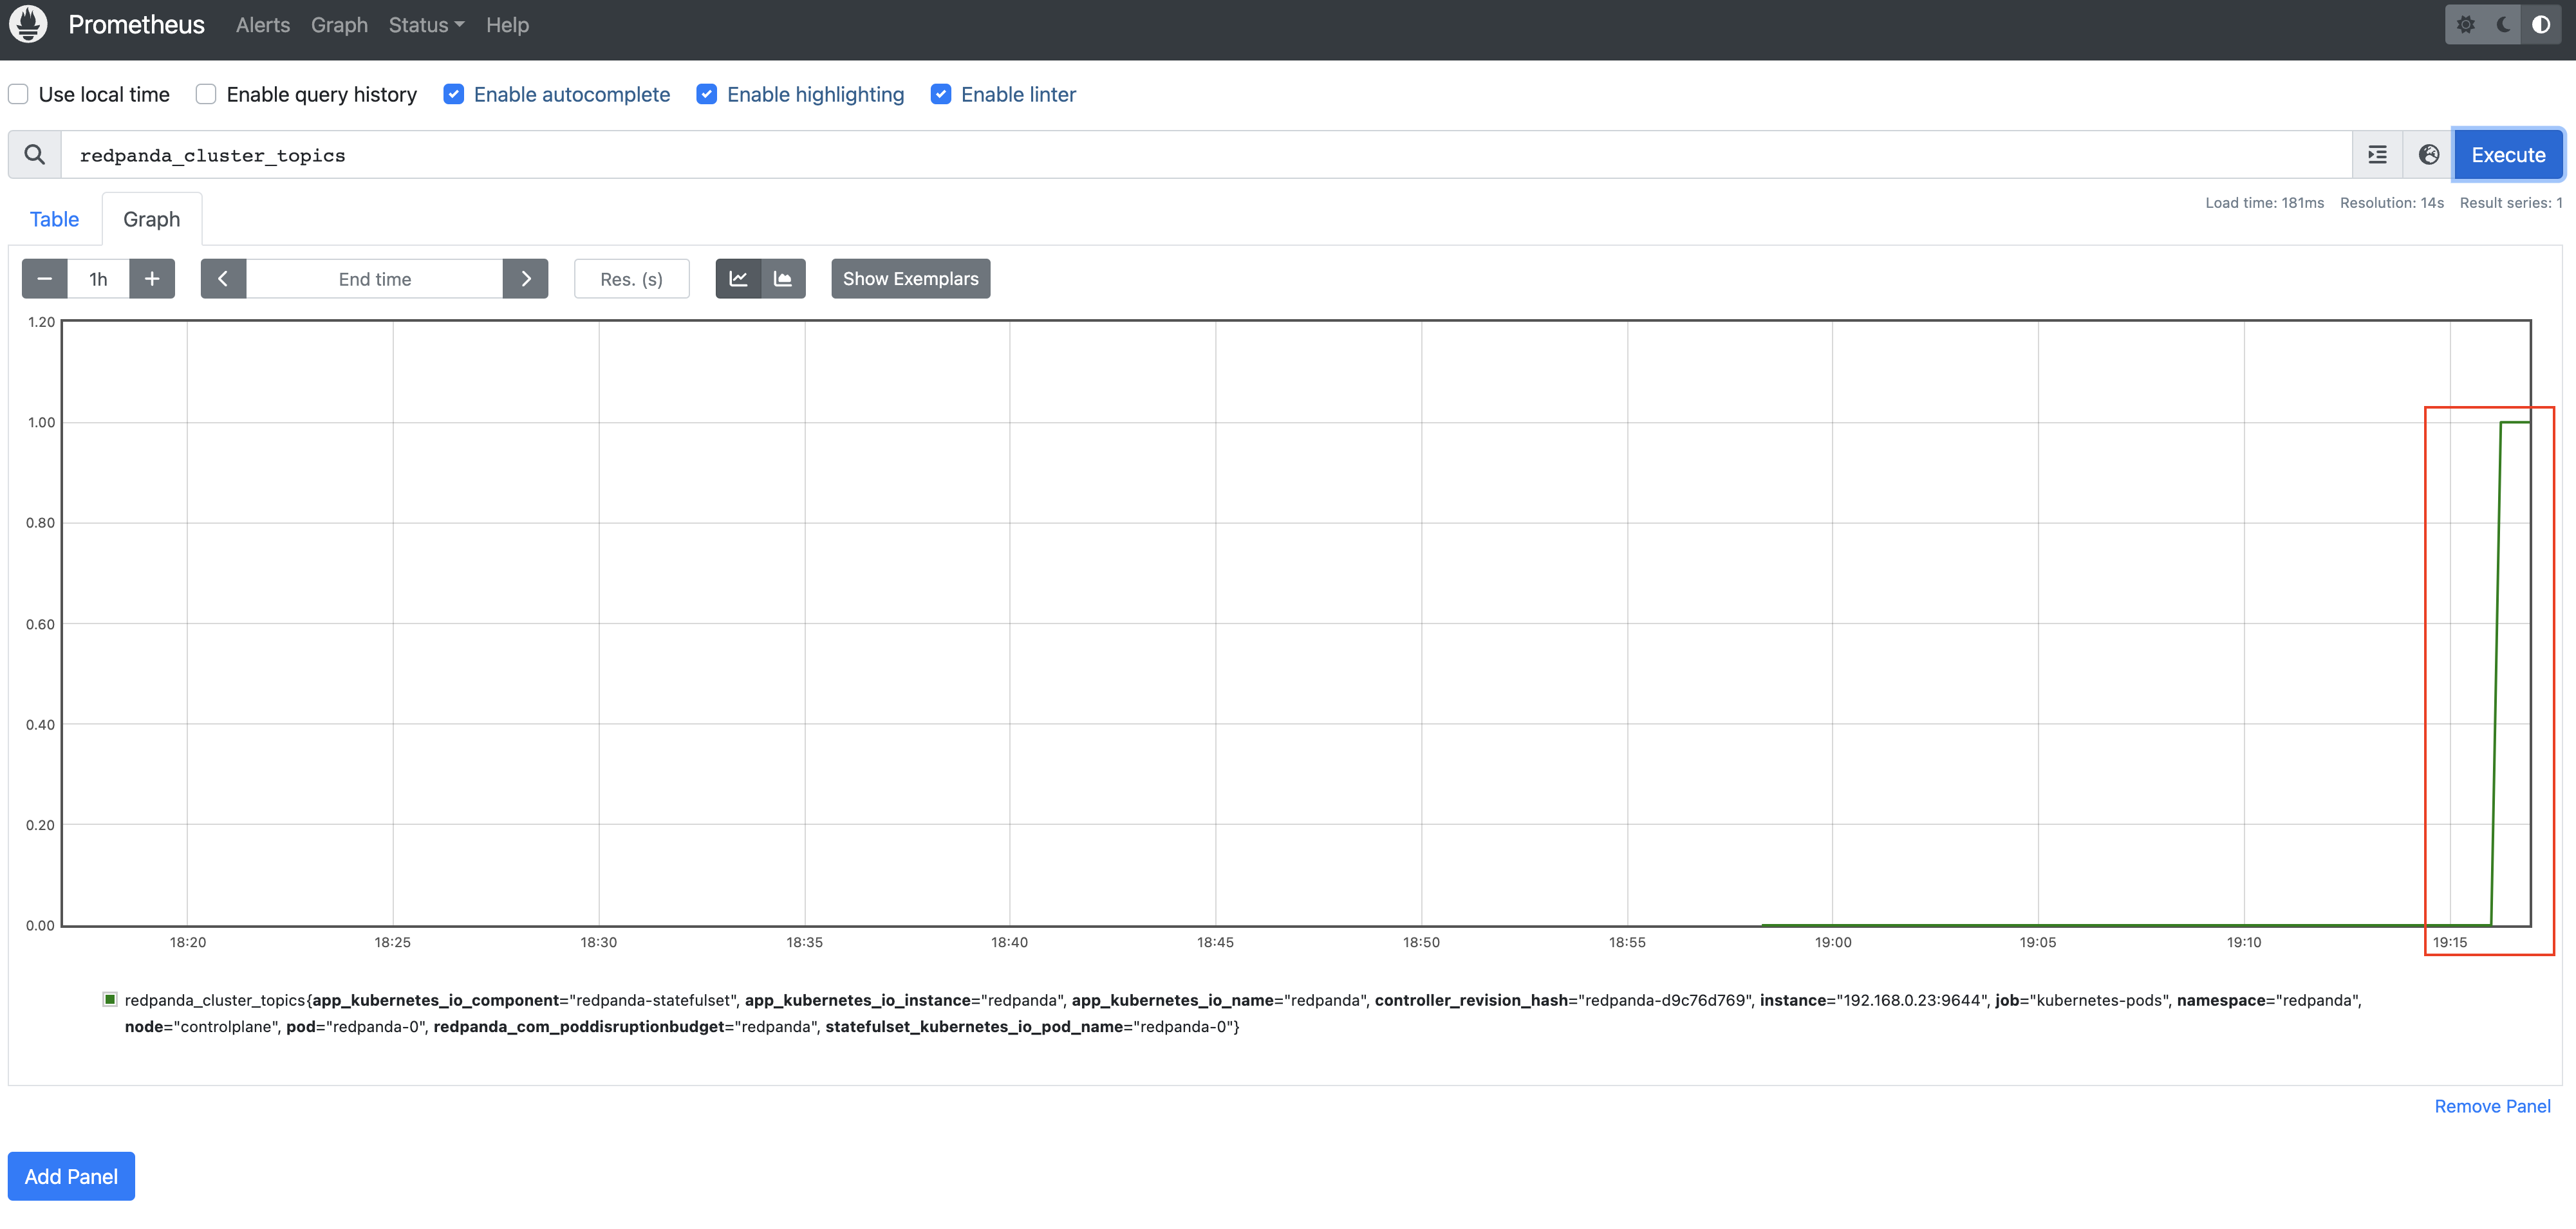 Prometheus Alerts Graph Status Help
Use local time Enable query history Enable autocomplete Enable highlighting Enable linter
redpanda_cluster_topics Execute
Load time: 181ms Resolution: 14s Result series: 1
Table Graph
1h End time Res. (s) Show Exemplars
1.20
1.00
0.80
0.60
0.40
0.20
0.00
18:20 18:25 18:30 18:35 18:40 18:45 18:50 18:55 19:00 19:05 19:10 19:15
redpanda_cluster_topics{app_kubernetes_io_component="redpanda-statefulset", app_kubernetes_io_instance="redpanda", app_kubernetes_io_name="redpanda", controller_revision_hash="redpanda-d9c76d769", instance="192.168.0.23:9644", job="kubernetes-pods", namespace="redpanda",
node="controlplane", pod="redpanda-0", redpanda_com_poddisruptionbudget="redpanda", statefulset_kubernetes_io_pod_name="redpanda-0"}
Remove Panel
Add Panel